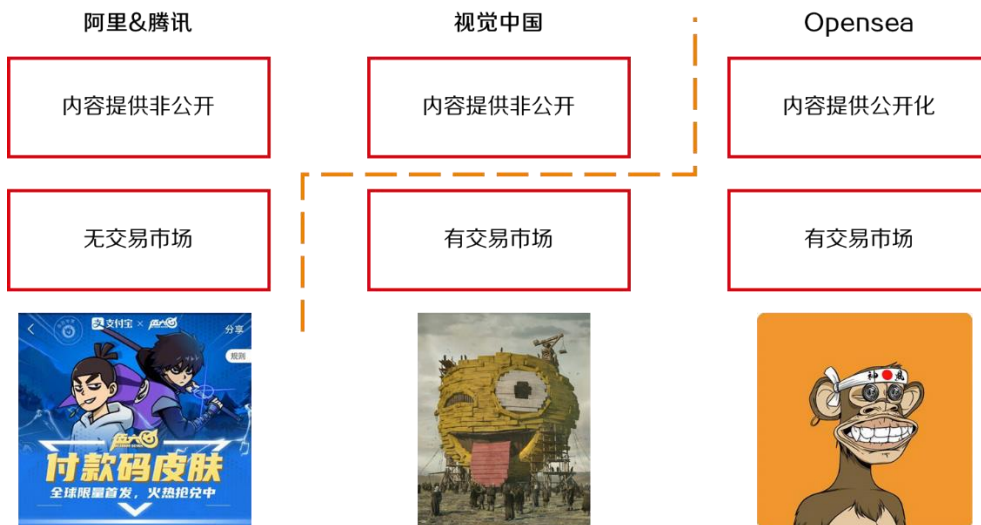 阿里&腾讯
视觉中国
Opensea
内容提供非公开
内容提供非公开
内容提供公开化
无交易市场
有交易市场
有交易市场
支付宝 ×
分享
规则
付款码皮肤
全球限量首发，火热抢兑中
神 風